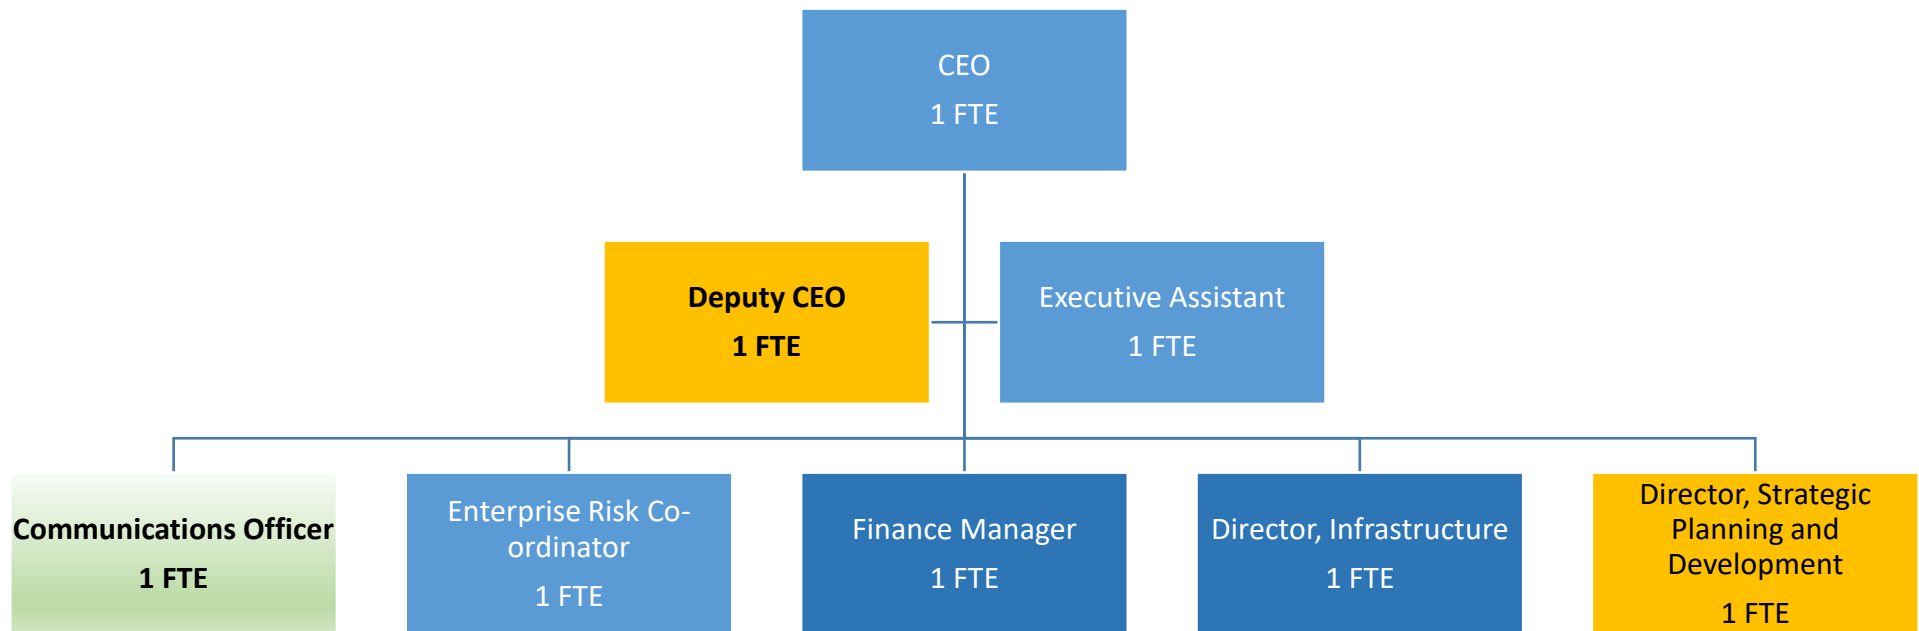 CEO
1 FTE
Deputy CEO
1 FTE
Executive Assistant
1 FTE
Communications Officer
1 FTE
Enterprise Risk Co-
ordinator
1 FTE
Finance Manager
1 FTE
Director, Infrastructure
1 FTE
Director, Strategic
Planning and
Development
1 FTE